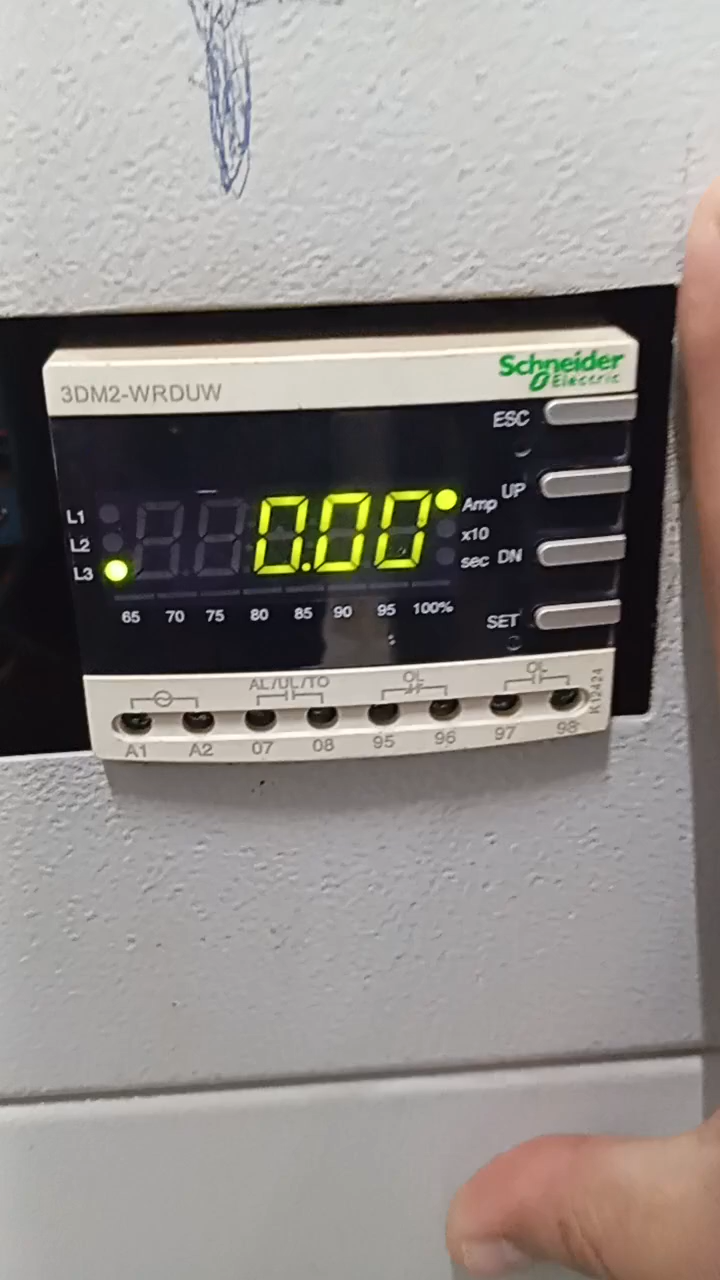 Schneider
Electric
3DM2-WRDUW
ESC
L1
L2
L3
0.00
Amp
x10
sec
UP
DN
65 70 75 80 85 90 95 100%
SET
AL/UL/TO
OL
OL
A1 A2 07 08 95 96 97 98
K12424